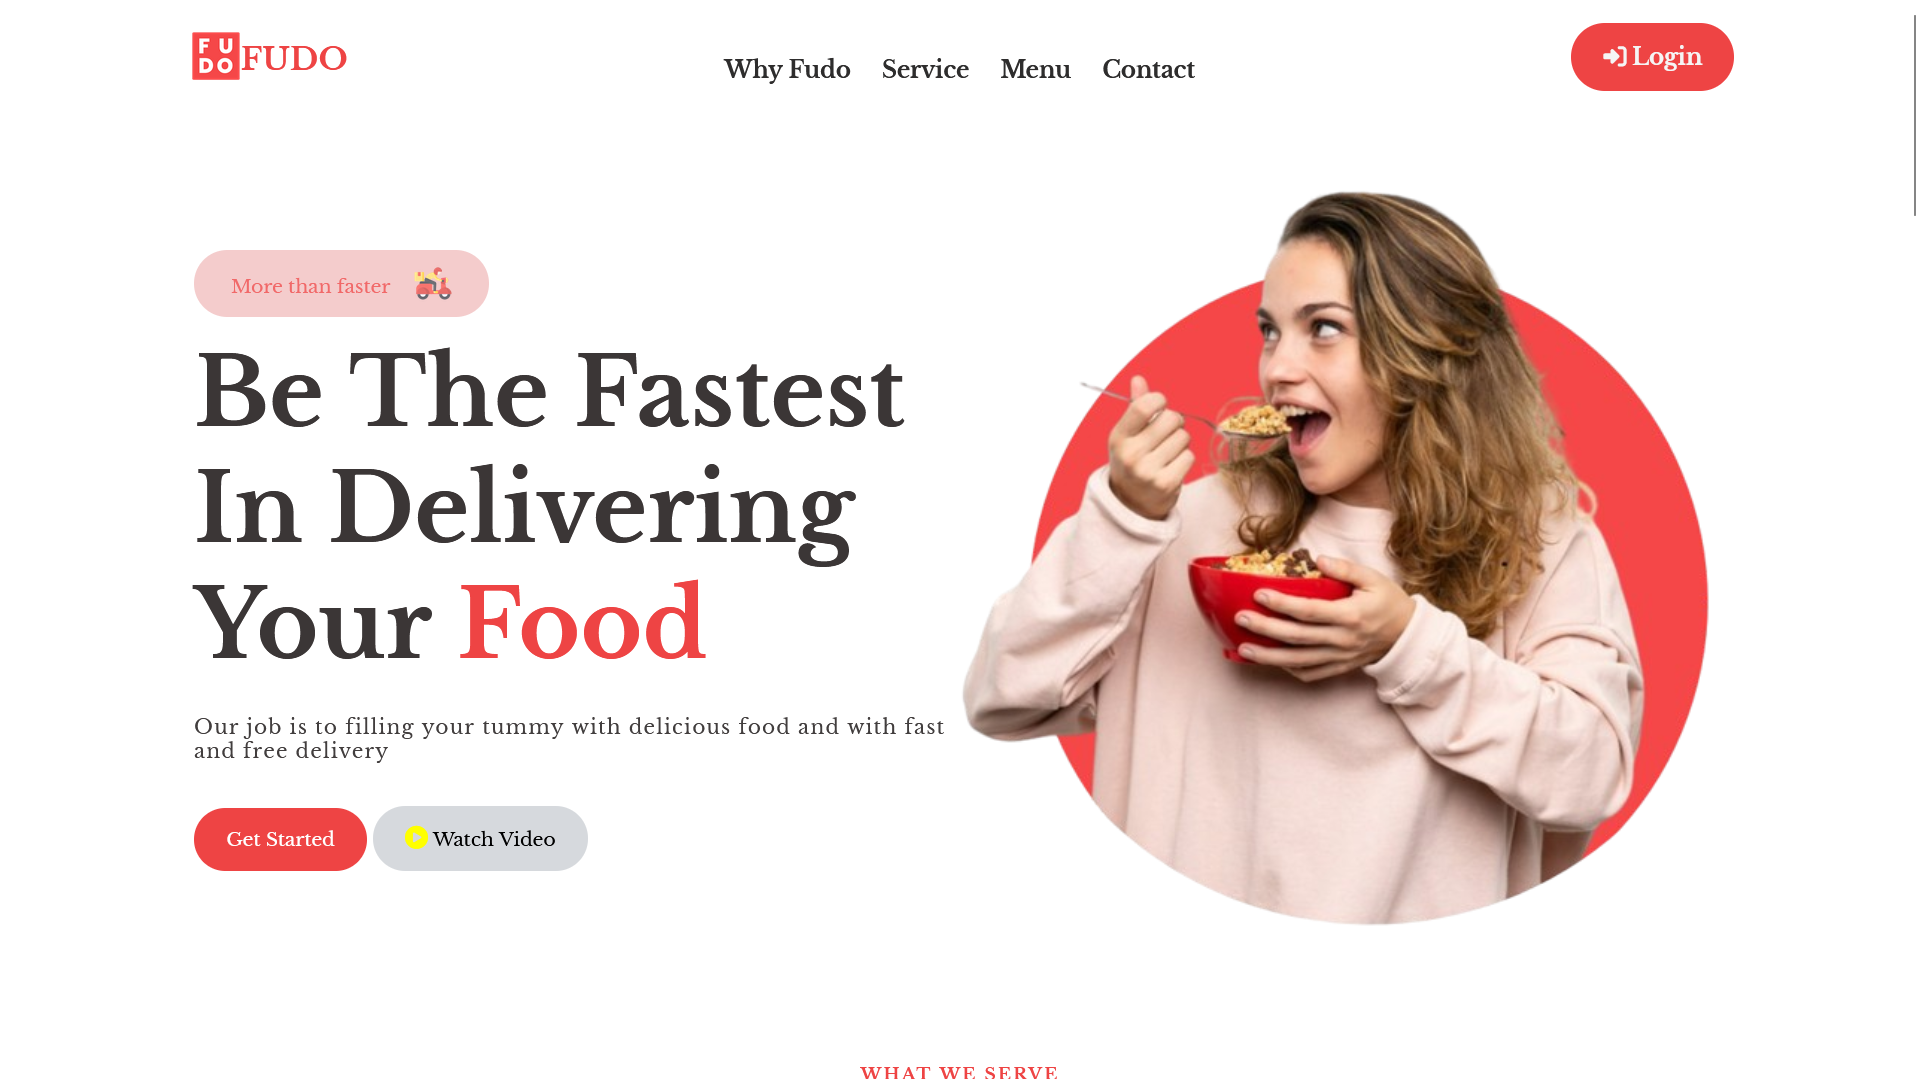 FU
DO
FUDO
Why Fudo
Service
Menu
Contact
Login
More than faster
Be The Fastest
In Delivering
Your Food
Our job is to filling your tummy with delicious food and with fast
and free delivery
Get Started
Watch Video
WHAT WE SERVE